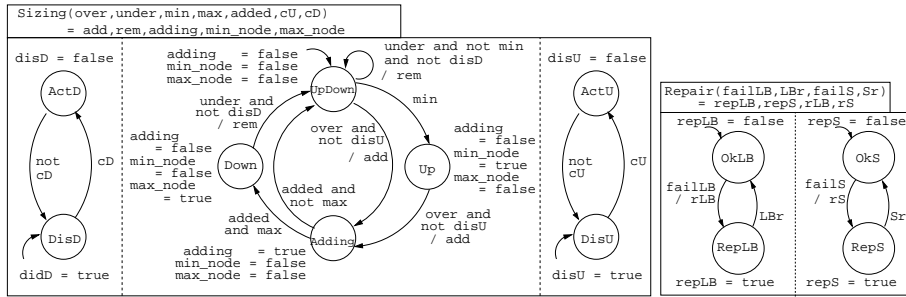 Sizing(over,under,min,max,added,cU,cD)
= add,rem,adding,min_node,max_node
disD = false
ActD
not
cD
cD
DisD
didD = true
adding = false
min_node = false
max_node = false
under and not min
and not disD
/ rem
UpDown
under and
not disD
/ rem
min
over and
not disU
/ add
adding
= false
min_node
= false
max_node
= true
Down
Up
adding
= false
min_node
= true
max_node
= false
added and
not max
added
and max
over and
not disU
/ add
Adding
adding = true
min_node = false
max_node = false
disU = false
ActU
not
cU
cU
DisU
disU = true
Repair(failLB,LBr,failS,Sr)
= repLB,repS,rLB,rS
repLB = false
OkLB
failLB
/ rLB
LBr
RepLB
repLB = true
repS = false
OkS
failS
/ rS
Sr
RepS
repS = true